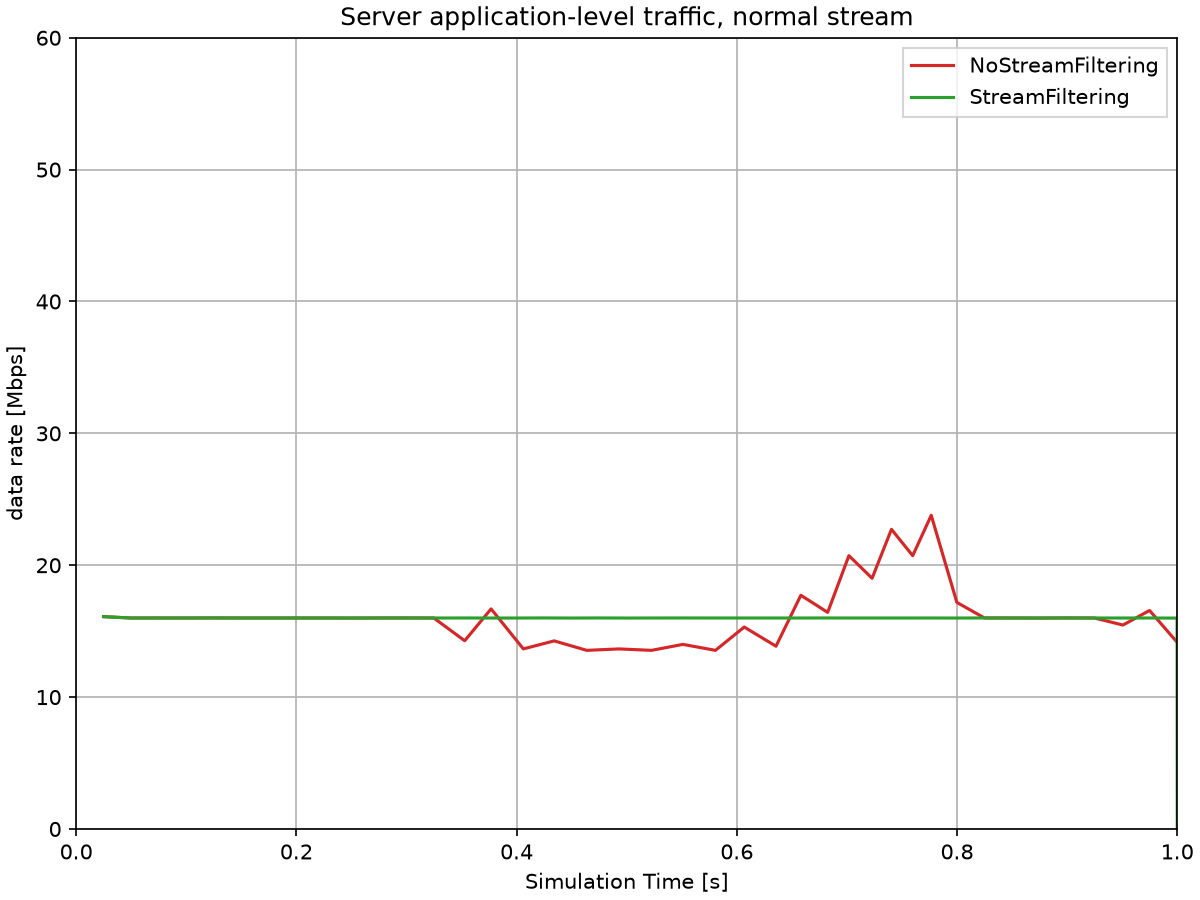 Server application-level traffic, normal stream
NoStreamFiltering
StreamFiltering
data rate [Mbps]
60
50
40
30
20
10
0
0.0 0.2 0.4 0.6 0.8 1.0
Simulation Time [s]